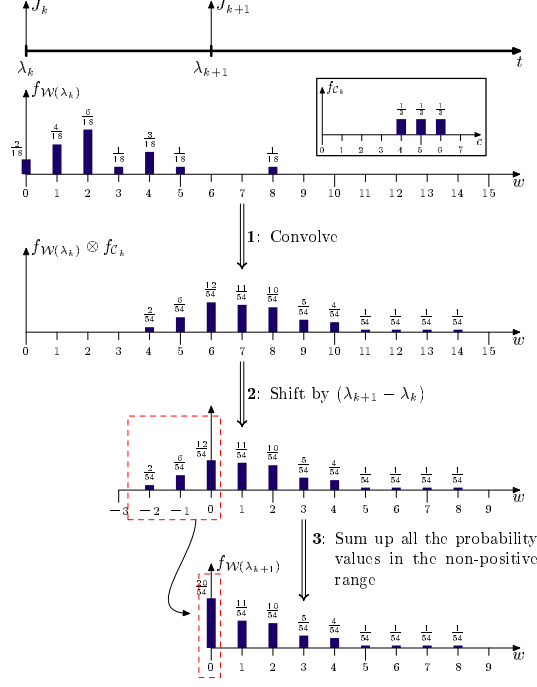 J_k J_{k+1}
λ_k λ_{k+1} t
f_{W(λ_k)}
2/18 4/18 6/18 1/18 3/18 1/18 1/18
0 1 2 3 4 5 6 7 8 9 10 11 12 13 14 15 w
f_{C_k}
1/3 1/3 1/3
0 1 2 3 4 5 6 7 c
1: Convolve
f_{W(λ_k)} ⊗ f_{C_k}
2/54 6/54 12/54 11/54 10/54 5/54 4/54 1/54 1/54 1/54 1/54
0 1 2 3 4 5 6 7 8 9 10 11 12 13 14 15 w
2: Shift by (λ_{k+1} − λ_k)
2/54 6/54 12/54 11/54 10/54 5/54 4/54 1/54 1/54 1/54 1/54
−3 −2 −1 0 1 2 3 4 5 6 7 8 9 w
3: Sum up all the probability
values in the non-positive
range
f_{W(λ_{k+1})}
20/54 11/54 10/54 5/54 4/54 1/54 1/54 1/54 1/54
0 1 2 3 4 5 6 7 8 9 w